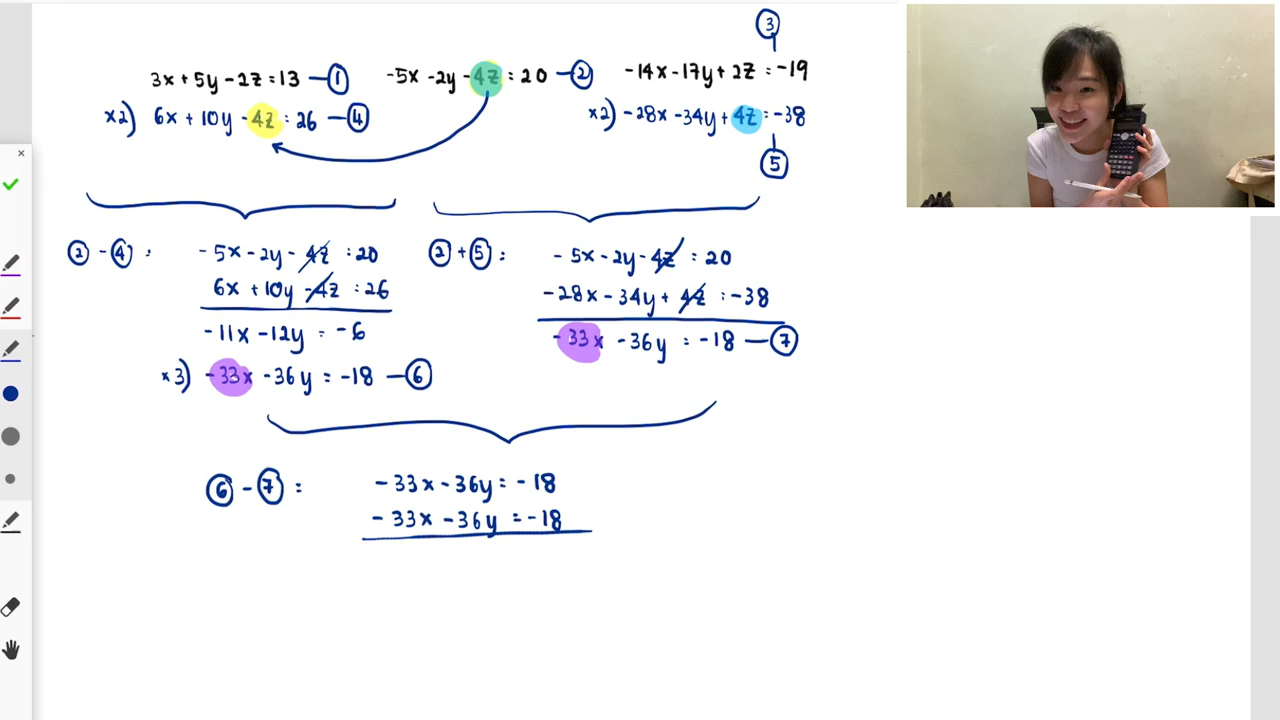 ③
3x + 5y - 2z = 13 — ①
-5x - 2y - 4z = 20 — ②
-14x - 17y + 2z = -19
x2) 6x + 10y - 4z = 26 — ④
x2) -28x - 34y + 4z = -38
⑤
② - ④ :
-5x - 2y - 4z = 20
6x + 10y - 4z = 26
-11x - 12y = -6
x3) -33x - 36y = -18 — ⑥
② + ⑤ :
-5x - 2y - 4z = 20
-28x - 34y + 4z = -38
-33x - 36y = -18 — ⑦
⑥ - ⑦ :
-33x - 36y = -18
-33x - 36y = -18